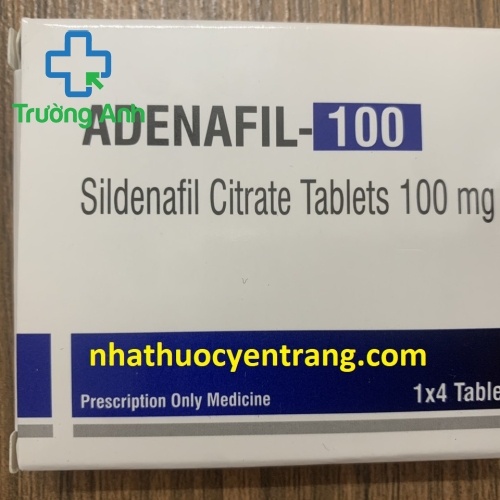 Trường Anh
ADENAFIL-100
Sildenafil Citrate Tablets 100 mg
nhathuocyentrang.com
Prescription Only Medicine
1x4 Table